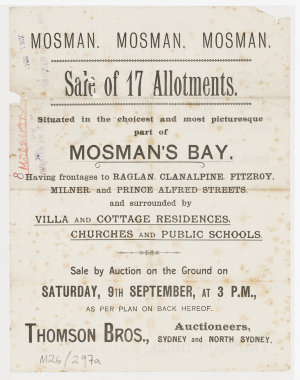 MOSMAN. MOSMAN, MOSMAN.
Sale of 17 Allotments.
Situated in the choicest and most picturesque
part of
MOSMAN'S BAY.
Having frontages to RAGLAN, CLANALPINE, FITZROY,
MILNER, and PRINCE ALFRED STREETS,
and surrounded by
VILLA AND COTTAGE RESIDENCES,
CHURCHES AND PUBLIC SCHOOLS.
Sale by Auction on the Ground on
SATURDAY, 9TH SEPTEMBER, AT 3 P.M.,
AS PER PLAN ON BACK HEREOF.
THOMSON BROS.,
Auctioneers,
SYDNEY AND NORTH SYDNEY.
M26/297a